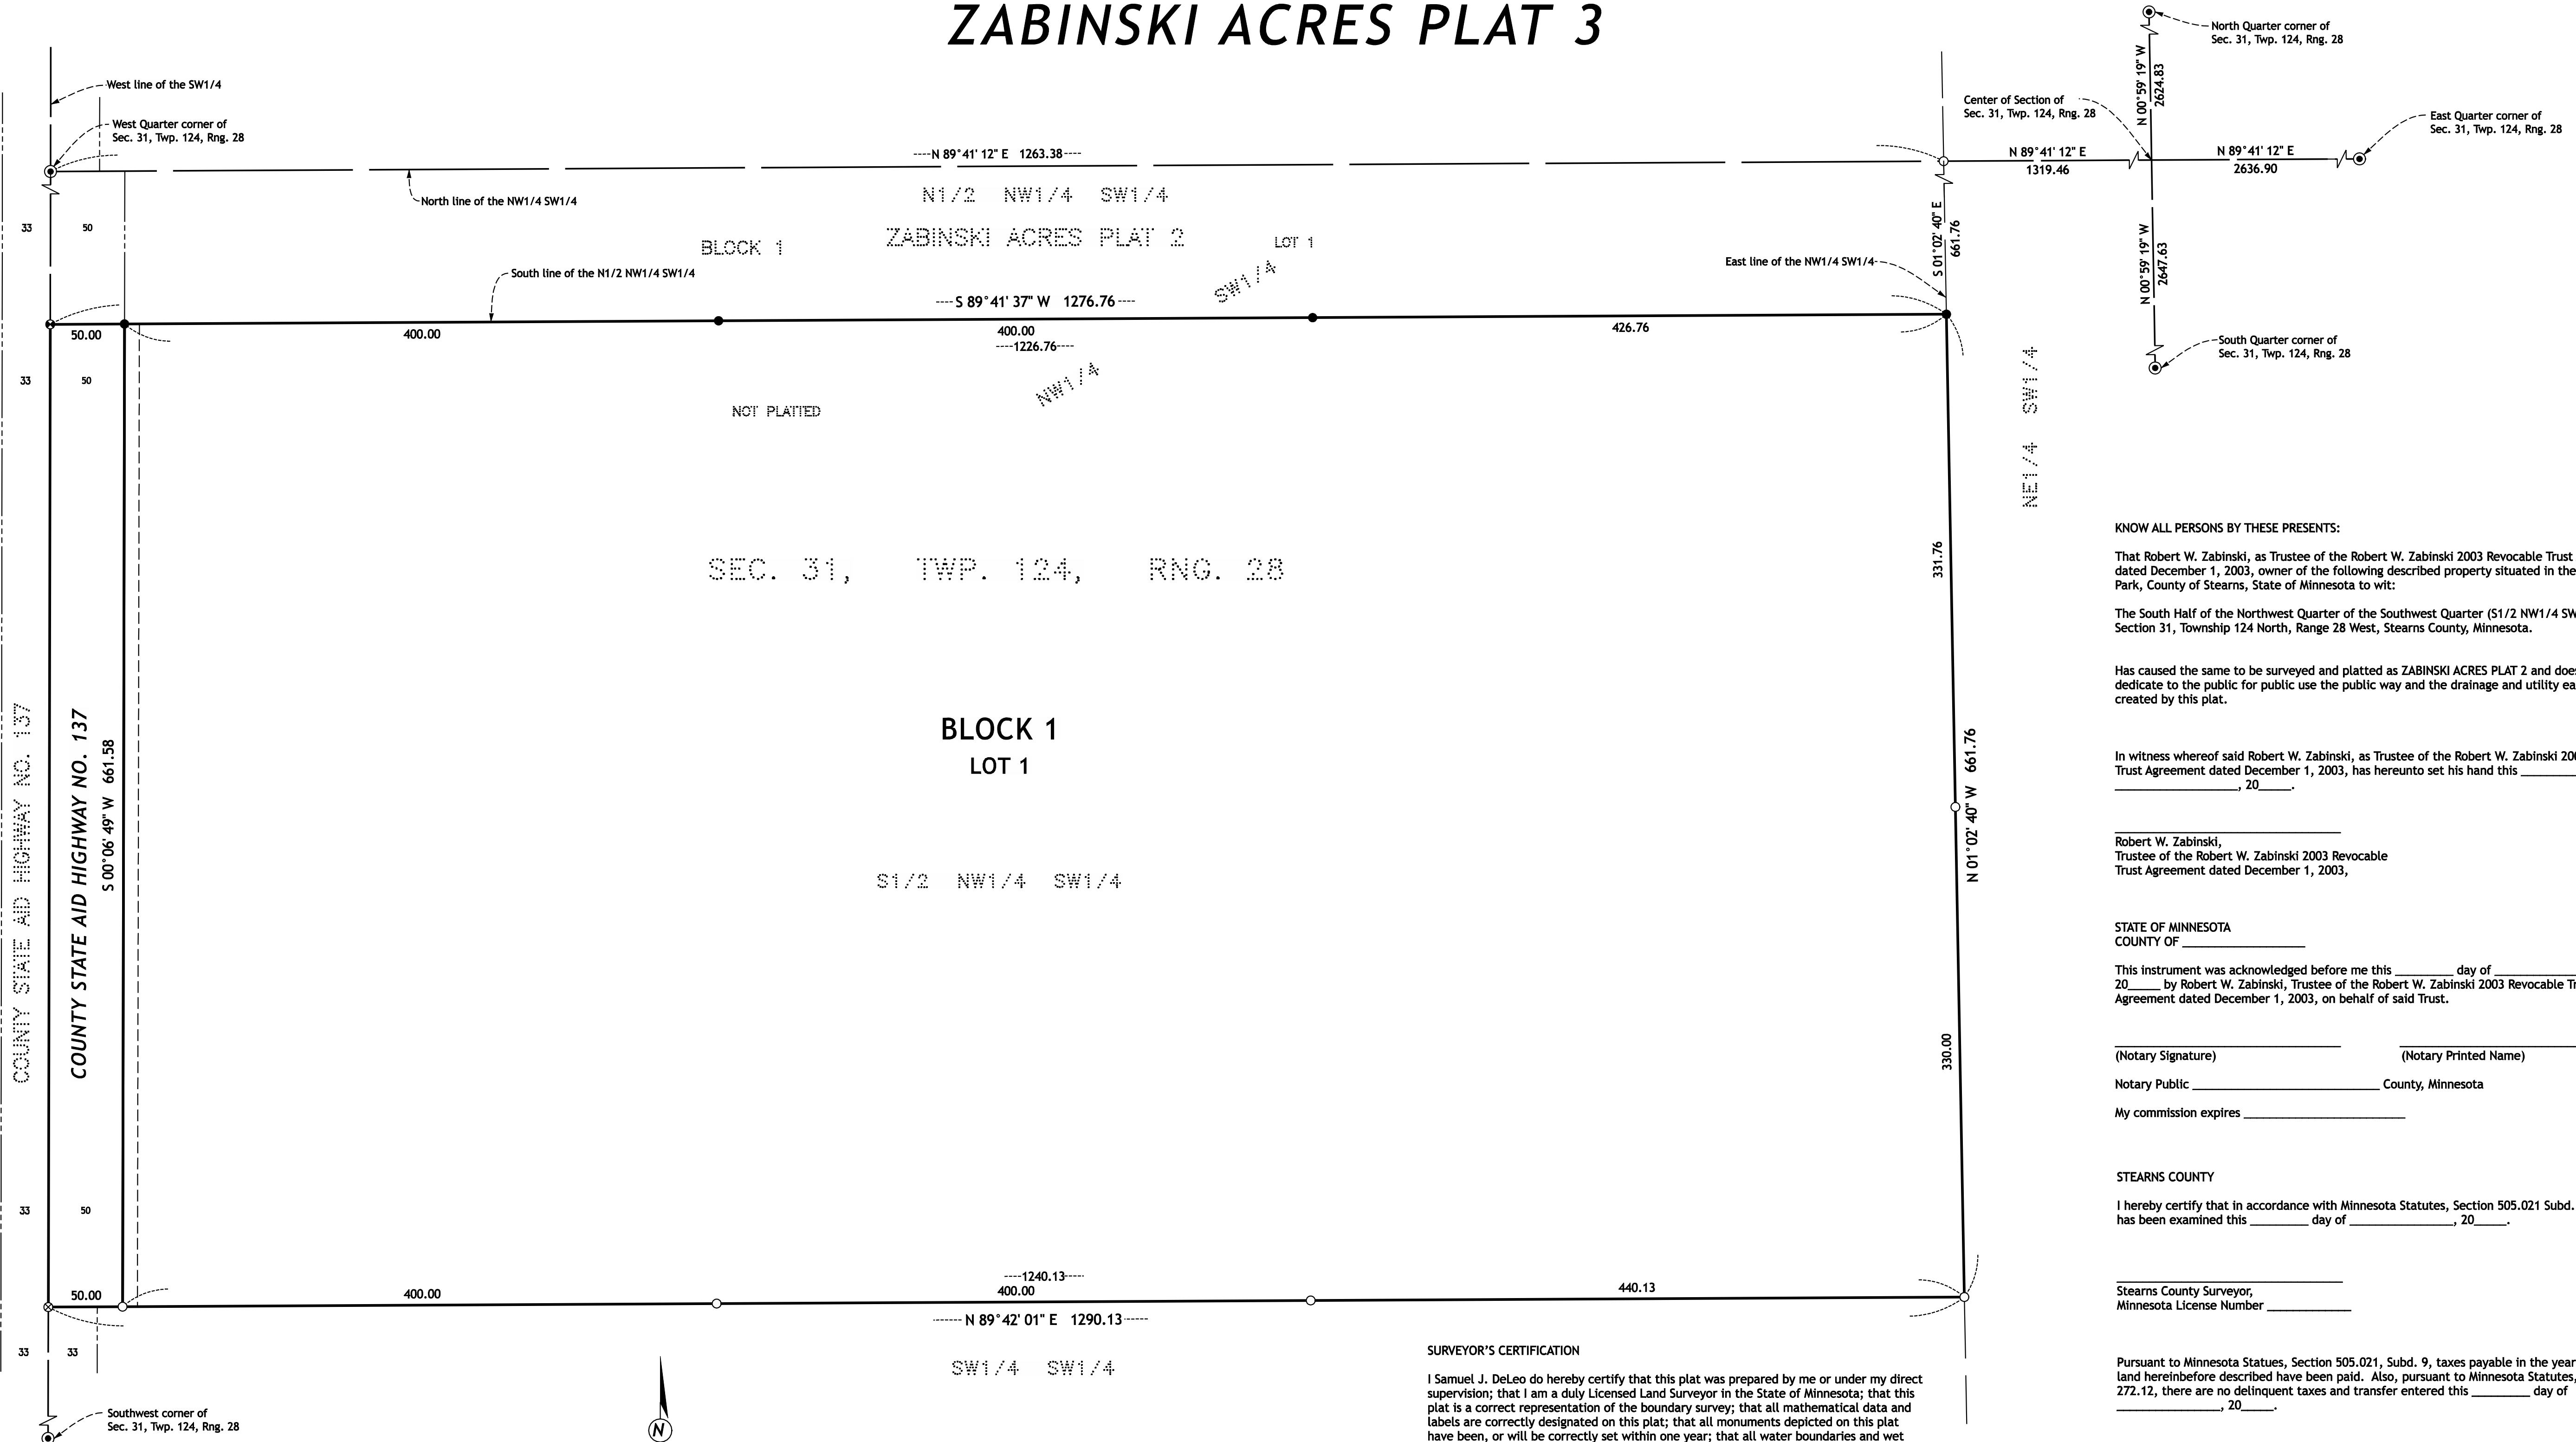 ZABINSKI ACRES PLAT 3
North Quarter corner of
Sec. 31, Twp. 124, Rng. 28
N 00°59' 19" W
2624.83
West line of the SW1/4
West Quarter corner of
Sec. 31, Twp. 124, Rng. 28
Center of Section of
Sec. 31, Twp. 124, Rng. 28
East Quarter corner of
Sec. 31, Twp. 124, Rng. 28
----N 89°41' 12" E 1263.38----
N 89°41' 12" E
1319.46
N 89°41' 12" E
2636.90
North line of the NW1/4 SW1/4
N1/2 NW1/4 SW1/4
33
50
BLOCK 1
ZABINSKI ACRES PLAT 2
LOT 1
S 01°02' 40" E
661.76
N 00°59' 19" W
2647.63
South line of the N1/2 NW1/4 SW1/4
SW1/4
East line of the NW1/4 SW1/4
----S 89°41' 37" W 1276.76----
50.00
400.00
400.00
426.76
----1226.76----
South Quarter corner of
Sec. 31, Twp. 124, Rng. 28
33
50
NW1/4
NOT PLATTED
NE1/4 SW1/4
SEC. 31, TWP. 124, RNG. 28
331.76
BLOCK 1
LOT 1
COUNTY STATE AID HIGHWAY NO. 137
COUNTY STATE AID HIGHWAY NO. 137
S 00°06' 49" W 661.58
N 01°02' 40" W 661.76
S1/2 NW1/4 SW1/4
330.00
33
50
50.00
400.00
----1240.13----
400.00
440.13
------N 89°42' 01" E 1290.13------
33
33
SW1/4 SW1/4
Southwest corner of
Sec. 31, Twp. 124, Rng. 28
N
SURVEYOR'S CERTIFICATION
I Samuel J. DeLeo do hereby certify that this plat was prepared by me or under my direct
supervision; that I am a duly Licensed Land Surveyor in the State of Minnesota; that this
plat is a correct representation of the boundary survey; that all mathematical data and
labels are correctly designated on this plat; that all monuments depicted on this plat
have been, or will be correctly set within one year; that all water boundaries and wet
KNOW ALL PERSONS BY THESE PRESENTS:
That Robert W. Zabinski, as Trustee of the Robert W. Zabinski 2003 Revocable Trust
dated December 1, 2003, owner of the following described property situated in the
Park, County of Stearns, State of Minnesota to wit:
The South Half of the Northwest Quarter of the Southwest Quarter (S1/2 NW1/4 SW
Section 31, Township 124 North, Range 28 West, Stearns County, Minnesota.
Has caused the same to be surveyed and platted as ZABINSKI ACRES PLAT 2 and doe
dedicate to the public for public use the public way and the drainage and utility ea
created by this plat.
In witness whereof said Robert W. Zabinski, as Trustee of the Robert W. Zabinski 200
Trust Agreement dated December 1, 2003, has hereunto set his hand this _________
___________________, 20_____.
Robert W. Zabinski,
Trustee of the Robert W. Zabinski 2003 Revocable
Trust Agreement dated December 1, 2003,
STATE OF MINNESOTA
COUNTY OF ___________________
This instrument was acknowledged before me this _________ day of _____________
20_____ by Robert W. Zabinski, Trustee of the Robert W. Zabinski 2003 Revocable Tr
Agreement dated December 1, 2003, on behalf of said Trust.
(Notary Signature) (Notary Printed Name)
Notary Public _____________________________ County, Minnesota
My commission expires _________________________
STEARNS COUNTY
I hereby certify that in accordance with Minnesota Statutes, Section 505.021 Subd.
has been examined this _________ day of ________________, 20_____.
Stearns County Surveyor,
Minnesota License Number _____________
Pursuant to Minnesota Statues, Section 505.021, Subd. 9, taxes payable in the year
land hereinbefore described have been paid. Also, pursuant to Minnesota Statutes,
272.12, there are no delinquent taxes and transfer entered this _________ day of
________________, 20_____.